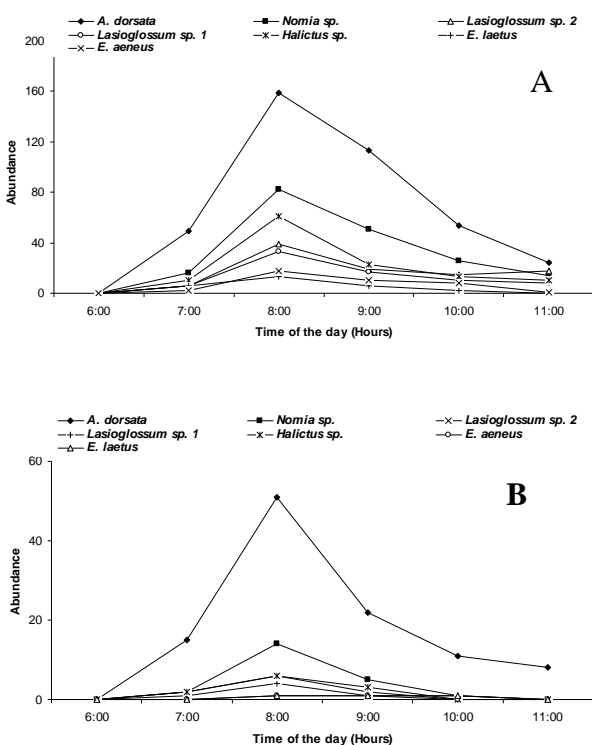 A. dorsata Nomia sp. Lasioglossum sp. 2
Lasioglossum sp. 1 Halictus sp. E. laetus
E. aeneus
200
A
160
120
80
40
0
Abundance
6:00 7:00 8:00 9:00 10:00 11:00
Time of the day (Hours)
A. dorsata Nomia sp. Lasioglossum sp. 2
Lasioglossum sp. 1 Halictus sp. E. aeneus
E. laetus
60
B
40
20
0
Abundance
6:00 7:00 8:00 9:00 10:00 11:00
Time of the day (Hours)